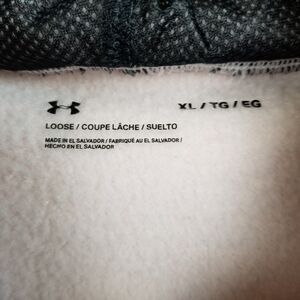 XL / TG / EG
LOOSE / COUPE LÂCHE / SUELTO
MADE IN EL SALVADOR / FABRIQUÉ AU EL SALVADOR /
HECHO EN EL SALVADOR